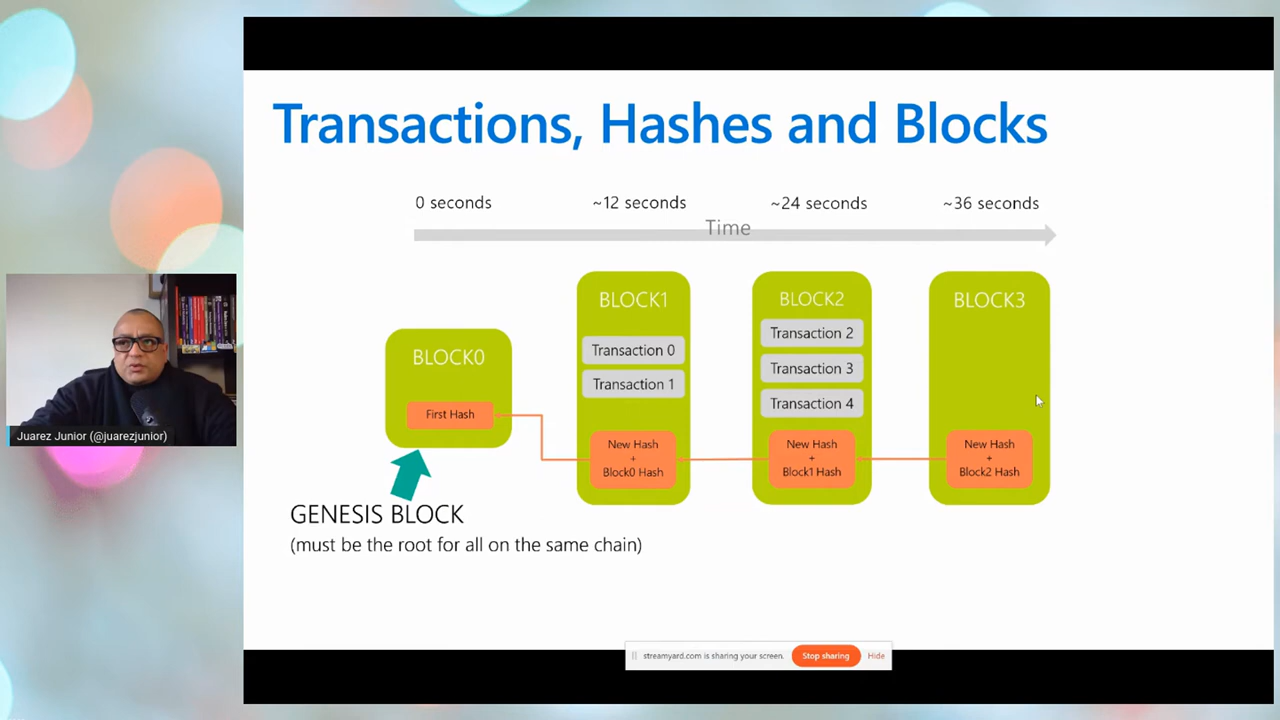 Transactions, Hashes and Blocks
0 seconds
~12 seconds
~24 seconds
~36 seconds
Time
BLOCK0
First Hash
BLOCK1
Transaction 0
Transaction 1
New Hash
+
Block0 Hash
BLOCK2
Transaction 2
Transaction 3
Transaction 4
New Hash
+
Block1 Hash
BLOCK3
New Hash
+
Block2 Hash
GENESIS BLOCK
(must be the root for all on the same chain)
Juarez Junior (@juarezjunior)
streamyard.com is sharing your screen.
Stop sharing
Hide